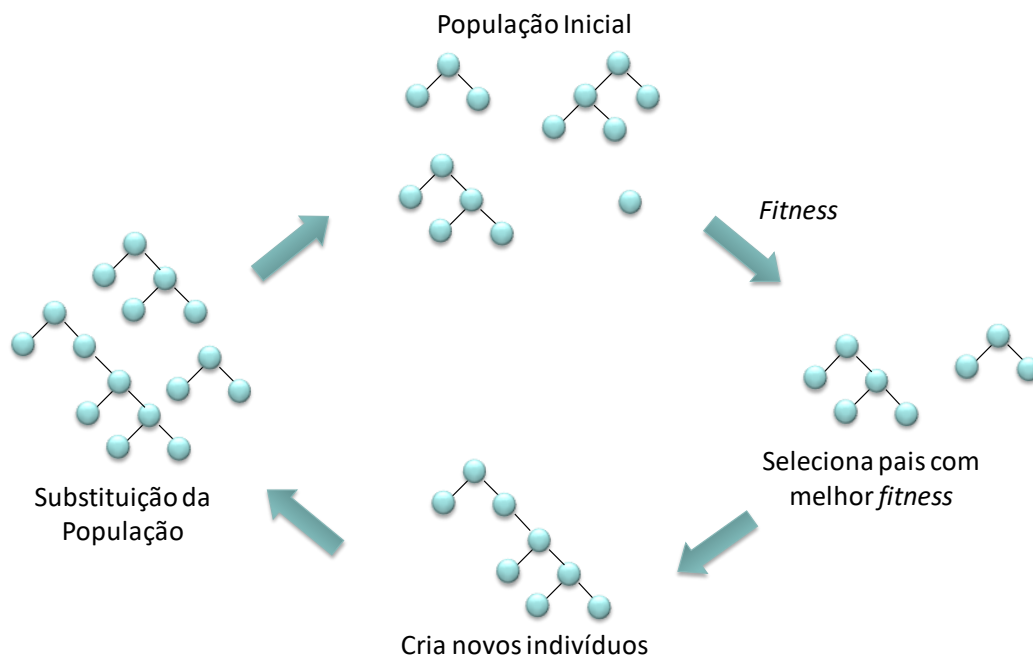 População Inicial
Fitness
Seleciona pais com
melhor fitness
Substituição da
População
Cria novos indivíduos